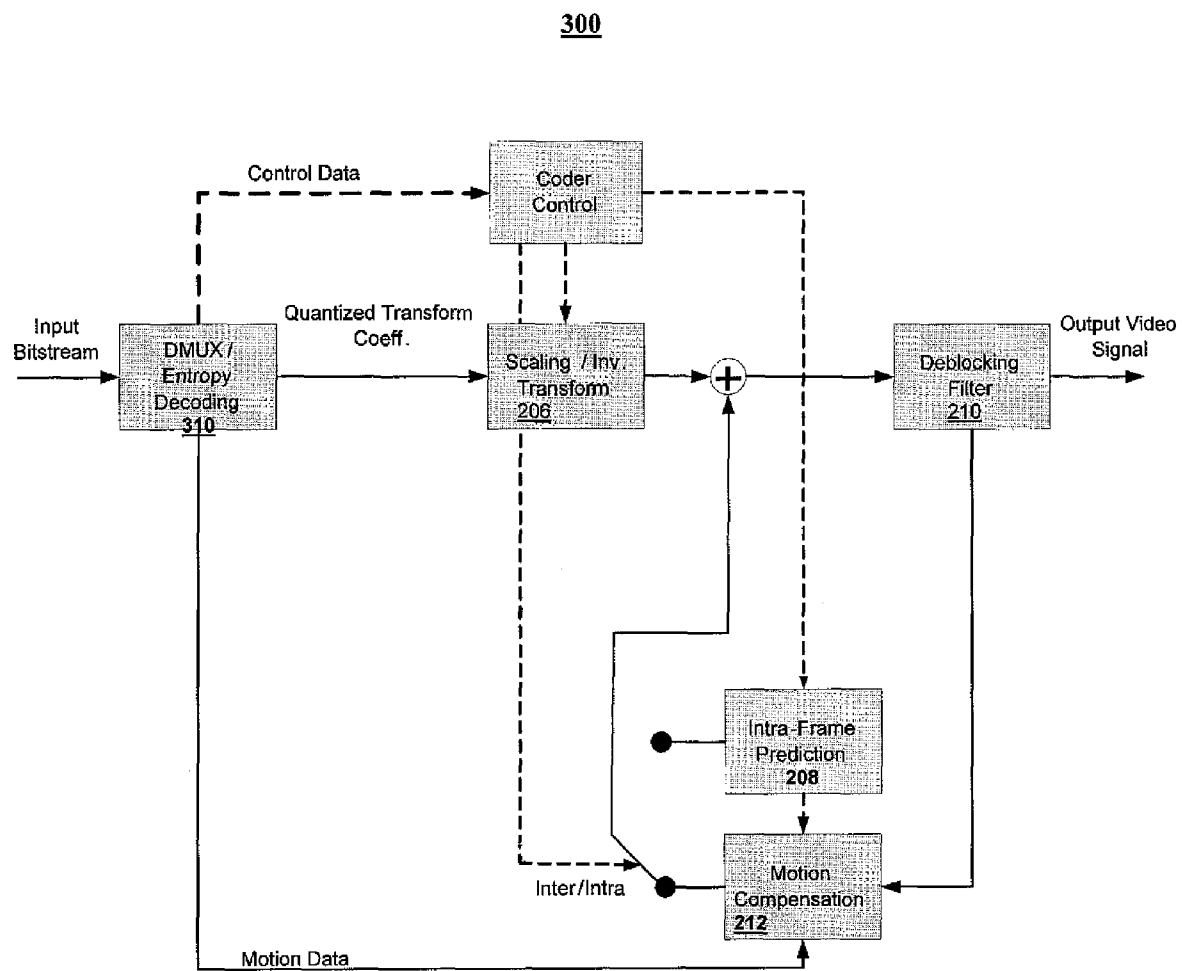 300
Control Data
Coder
Control
Input
Bitstream
DMUX /
Entropy
Decoding
310
Quantized Transform
Coeff.
Scaling / Inv.
Transform
206
+
Deblocking
Filter
210
Output Video
Signal
Intra-Frame
Prediction
208
Inter/Intra
Motion
Compensation
212
Motion Data